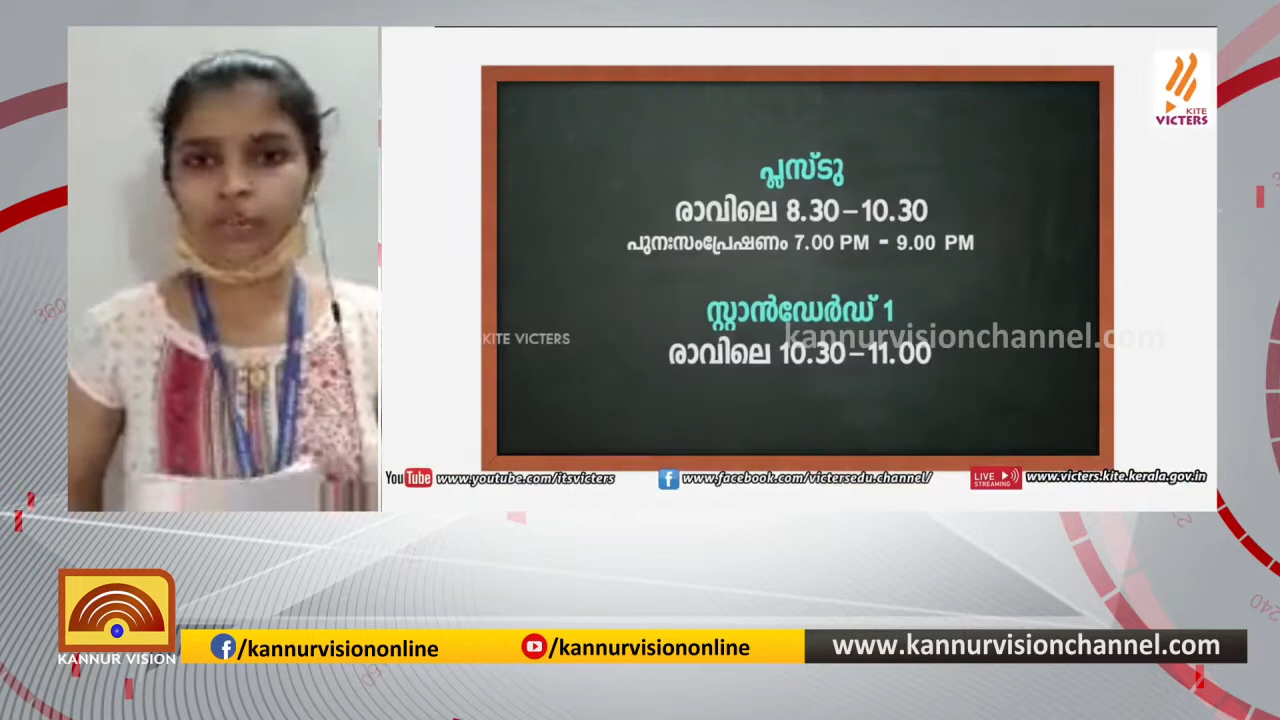 KITE
VICTERS
പ്ലസ്ടു
രാവിലെ 8.30–10.30
പുനഃസംപ്രേഷണം 7.00 PM - 9.00 PM
സ്റ്റാൻഡേർഡ് 1
രാവിലെ 10.30–11.00
KITE VICTERS
kannurvisionchannel.com
YouTube www.youtube.com/itsvicters
www.facebook.com/victersedu.channel/
LIVE STREAMING www.victers.kite.kerala.gov.in
KANNUR VISION
/kannurvisiononline
/kannurvisiononline
www.kannurvisionchannel.com
360
240